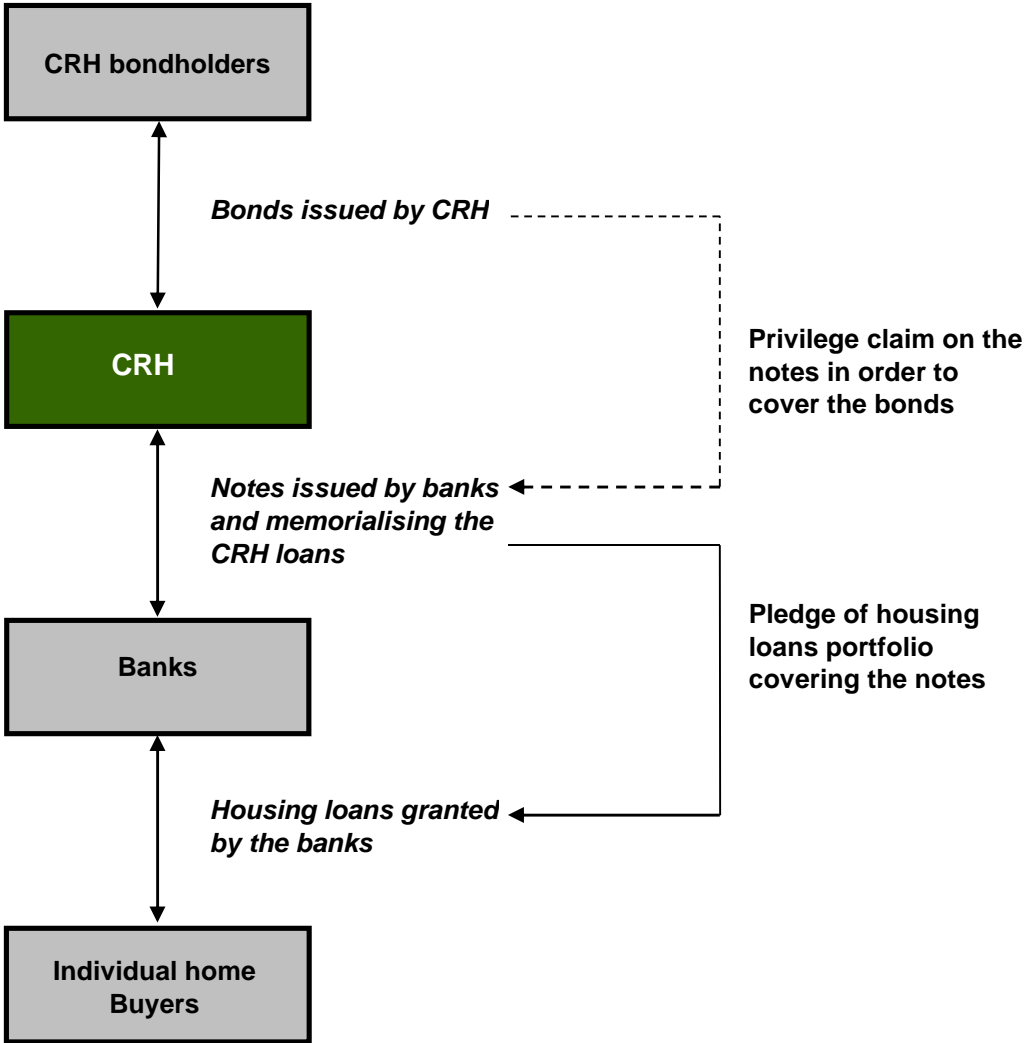 CRH bondholders
Bonds issued by CRH
CRH
Privilege claim on the
notes in order to
cover the bonds
Notes issued by banks
and memorialising the
CRH loans
Banks
Pledge of housing
loans portfolio
covering the notes
Housing loans granted
by the banks
Individual home
Buyers